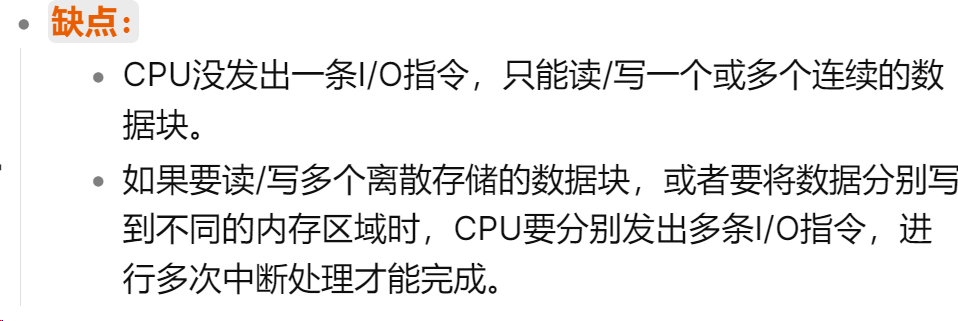 缺点：
CPU没发出一条I/O指令，只能读/写一个或多个连续的数
据块。
如果要读/写多个离散存储的数据块，或者要将数据分别写
到不同的内存区域时，CPU要分别发出多条I/O指令，进
行多次中断处理才能完成。